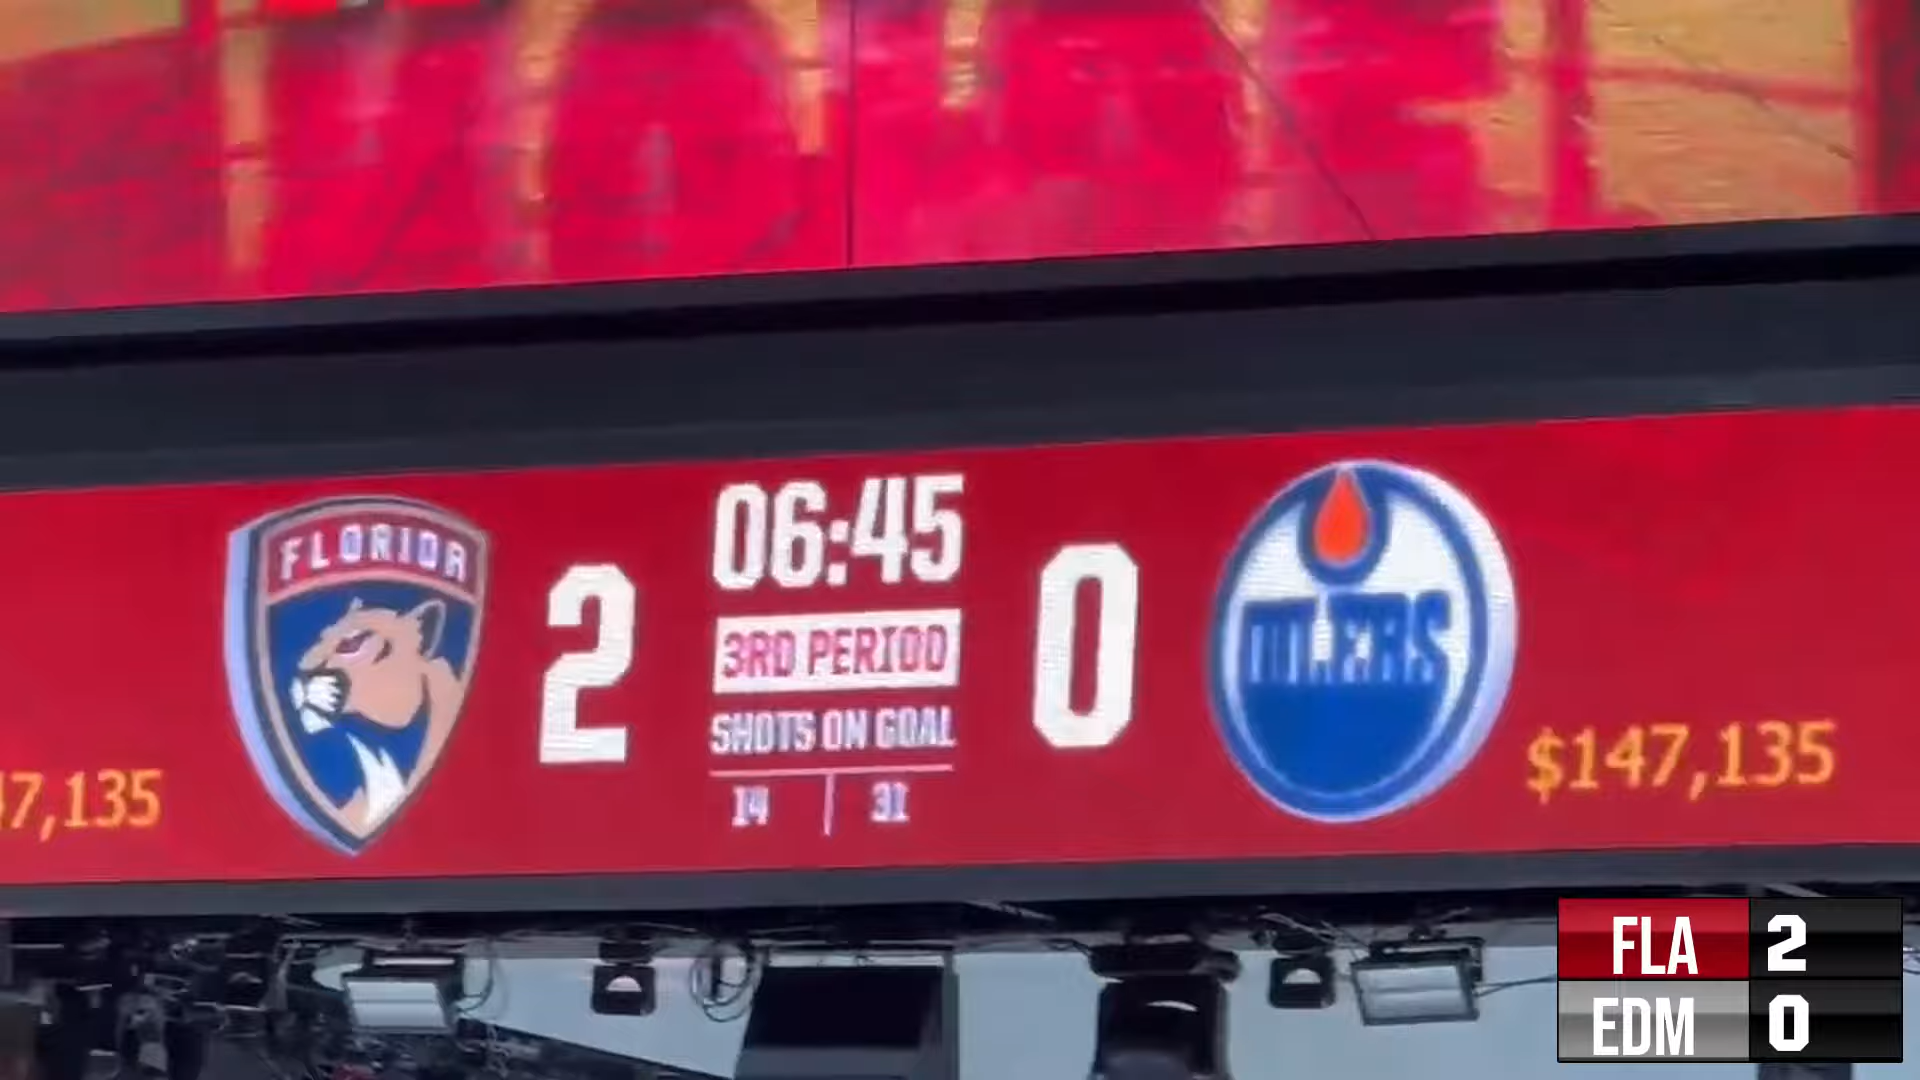 FLORIDA
2
06:45
3RD PERIOD
SHOTS ON GOAL
14 31
0
OILERS
47,135
$147,135
FLA 2
EDM 0